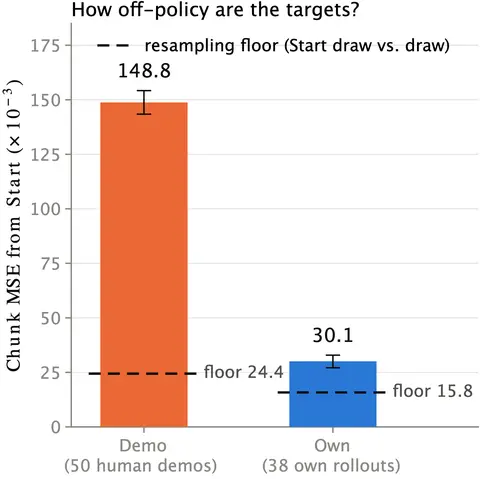 How off-policy are the targets?
resampling floor (Start draw vs. draw)
Chunk MSE from Start (× 10⁻³)
175
150
125
100
75
50
25
0
148.8
floor 24.4
30.1
floor 15.8
Demo
(50 human demos)
Own
(38 own rollouts)